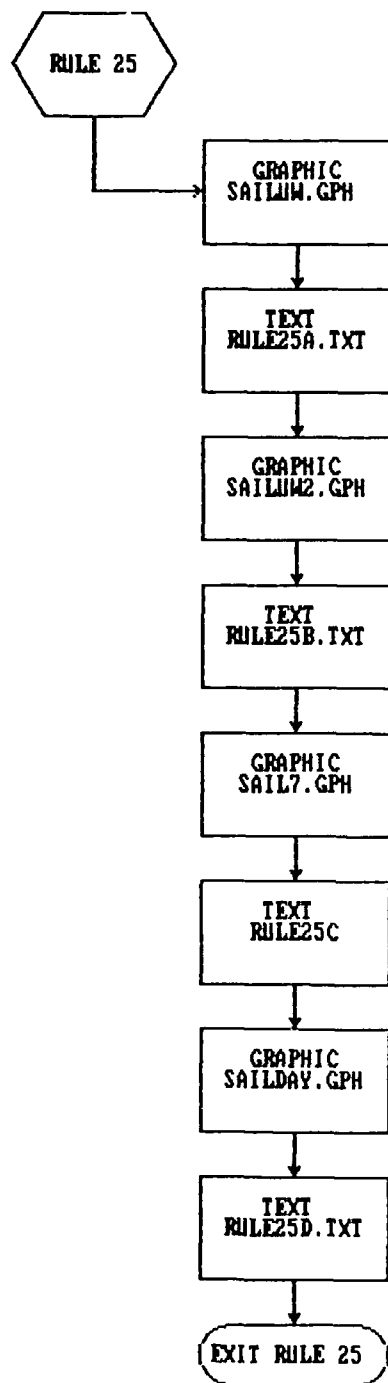 RULE 25
GRAPHIC
SAILUW.GPH
TEXT
RULE25A.TXT
GRAPHIC
SAILUW2.GPH
TEXT
RULE25B.TXT
GRAPHIC
SAIL7.GPH
TEXT
RULE25C
GRAPHIC
SAILDAY.GPH
TEXT
RULE25D.TXT
EXIT RULE 25